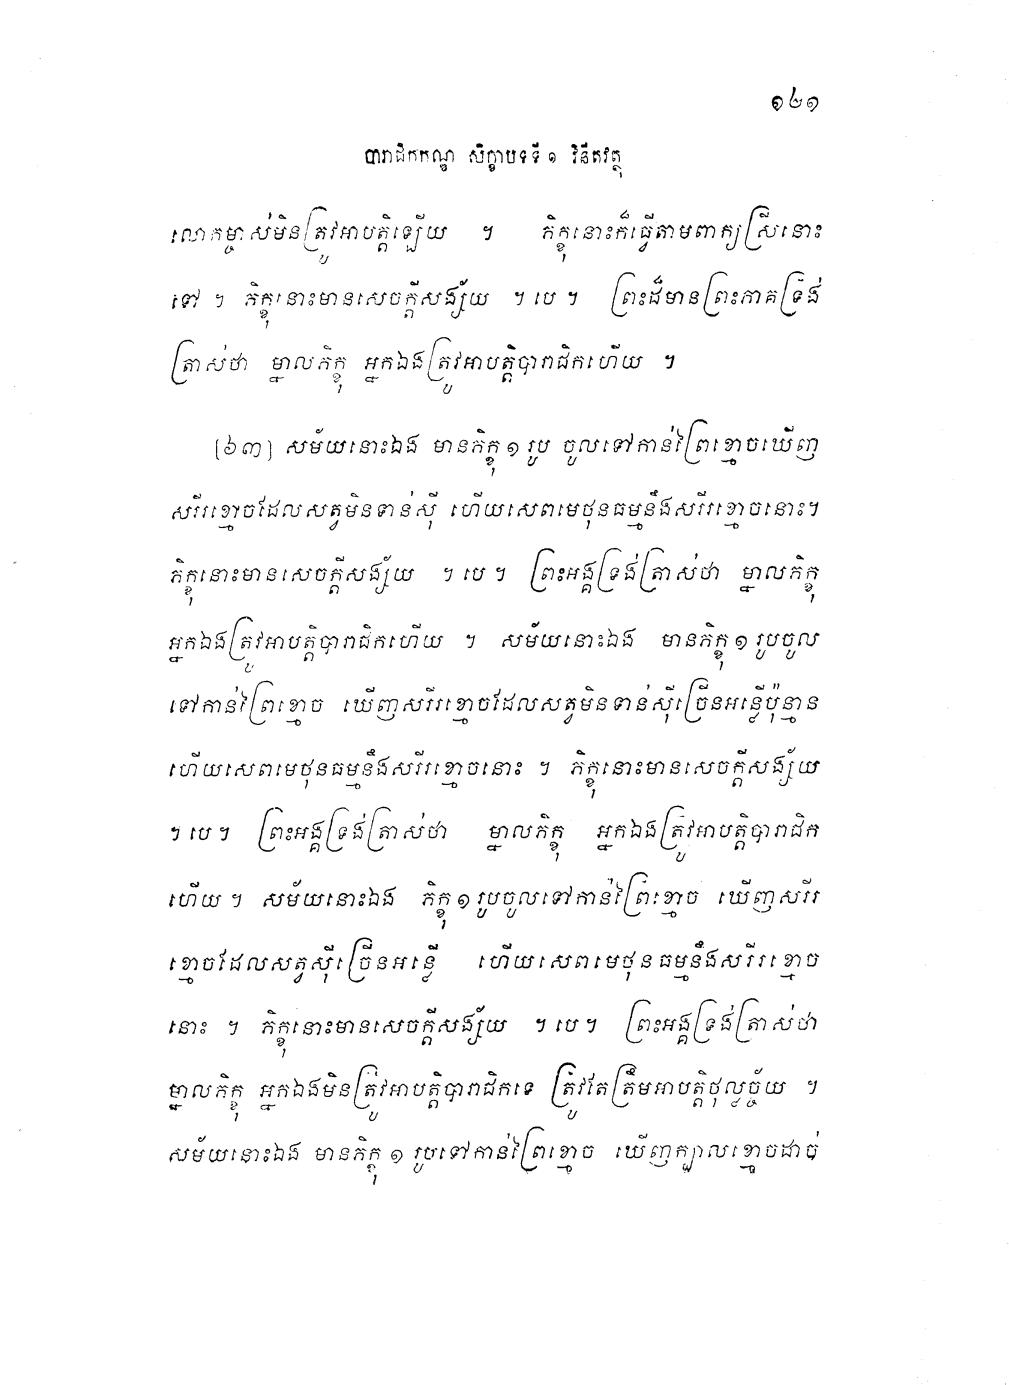 ១៤១
បារាជិកកណ្ឌ សិក្ខាបទទី ១ វិនីតវត្ថុ
លោកម្ចាស់មិនត្រូវអាបត្តិឡើយ ។ ភិក្ខុនោះក៏ធ្វើតាមពាក្យស្រីនោះ
ទៅ ។ ភិក្ខុនោះមានសេចក្តីសង្ស័យ ។ បេ ។ ព្រះដ៏មានព្រះភាគទ្រង់
ត្រាស់ថា ម្នាលភិក្ខុ អ្នកឯងត្រូវអាបត្តិបារាជិកហើយ ។
[៦៣] សម័យនោះឯង មានភិក្ខុ ១ រូប ចូលទៅកាន់ព្រៃខ្មោចឃើញ
សរីរខ្មោចដែលសត្វមិនទាន់ស៊ី ហើយសេពមេថុនធម្មនឹងសរីរខ្មោចនោះ។
ភិក្ខុនោះមានសេចក្តីសង្ស័យ ។ បេ ។ ព្រះអង្គទ្រង់ត្រាស់ថា ម្នាលភិក្ខុ
អ្នកឯងត្រូវអាបត្តិបារាជិកហើយ ។ សម័យនោះឯង មានភិក្ខុ ១ រូបចូល
ទៅកាន់ព្រៃខ្មោច ឃើញសរីរខ្មោចដែលសត្វមិនទាន់ស៊ីច្រើនអន្លើប៉ុន្មាន
ហើយសេពមេថុនធម្មនឹងសរីរខ្មោចនោះ ។ ភិក្ខុនោះមានសេចក្តីសង្ស័យ
។ បេ ។ ព្រះអង្គទ្រង់ត្រាស់ថា ម្នាលភិក្ខុ អ្នកឯងត្រូវអាបត្តិបារាជិក
ហើយ ។ សម័យនោះឯង ភិក្ខុ ១ រូបចូលទៅកាន់ព្រៃខ្មោច ឃើញសរីរ
ខ្មោចដែលសត្វស៊ីច្រើនអន្លើ ហើយសេពមេថុនធម្មនឹងសរីរខ្មោច
នោះ ។ ភិក្ខុនោះមានសេចក្តីសង្ស័យ ។ បេ ។ ព្រះអង្គទ្រង់ត្រាស់ថា
ម្នាលភិក្ខុ អ្នកឯងមិនត្រូវអាបត្តិបារាជិកទេ ត្រូវតែត្រឹមអាបត្តិថុល្លច្ច័យ ។
សម័យនោះឯង មានភិក្ខុ ១ រូបទៅកាន់ព្រៃខ្មោច ឃើញក្បាលខ្មោចដាច់